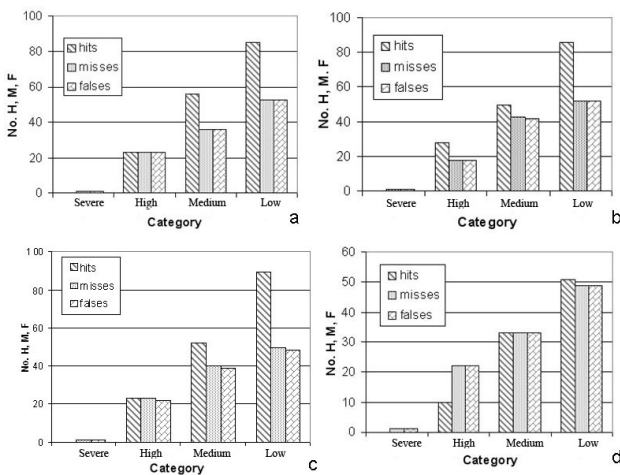 100
80
60
40
20
0
No. H, M, F
hits
misses
falses
Severe High Medium Low
Category
a
100
80
60
40
20
0
No. H, M. F
hits
misses
falses
Severe High Medium Low
Category
b
100
80
60
40
20
0
No. H, M, F
hits
misses
falses
Severe High Medium Low
Category
c
60
50
40
30
20
10
0
No. H, M, F
hits
misses
falses
Severe High Medium Low
Category
d